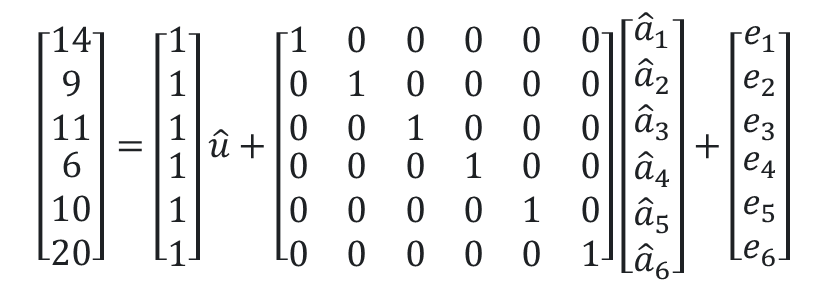 14 1 1 0 0 0 0 0 â₁ e₁
9 1 0 1 0 0 0 0 â₂ e₂
11 1 0 0 1 0 0 0 â₃ e₃
= û + +
6 1 0 0 0 1 0 0 â₄ e₄
10 1 0 0 0 0 1 0 â₅ e₅
20 1 0 0 0 0 0 1 â₆ e₆